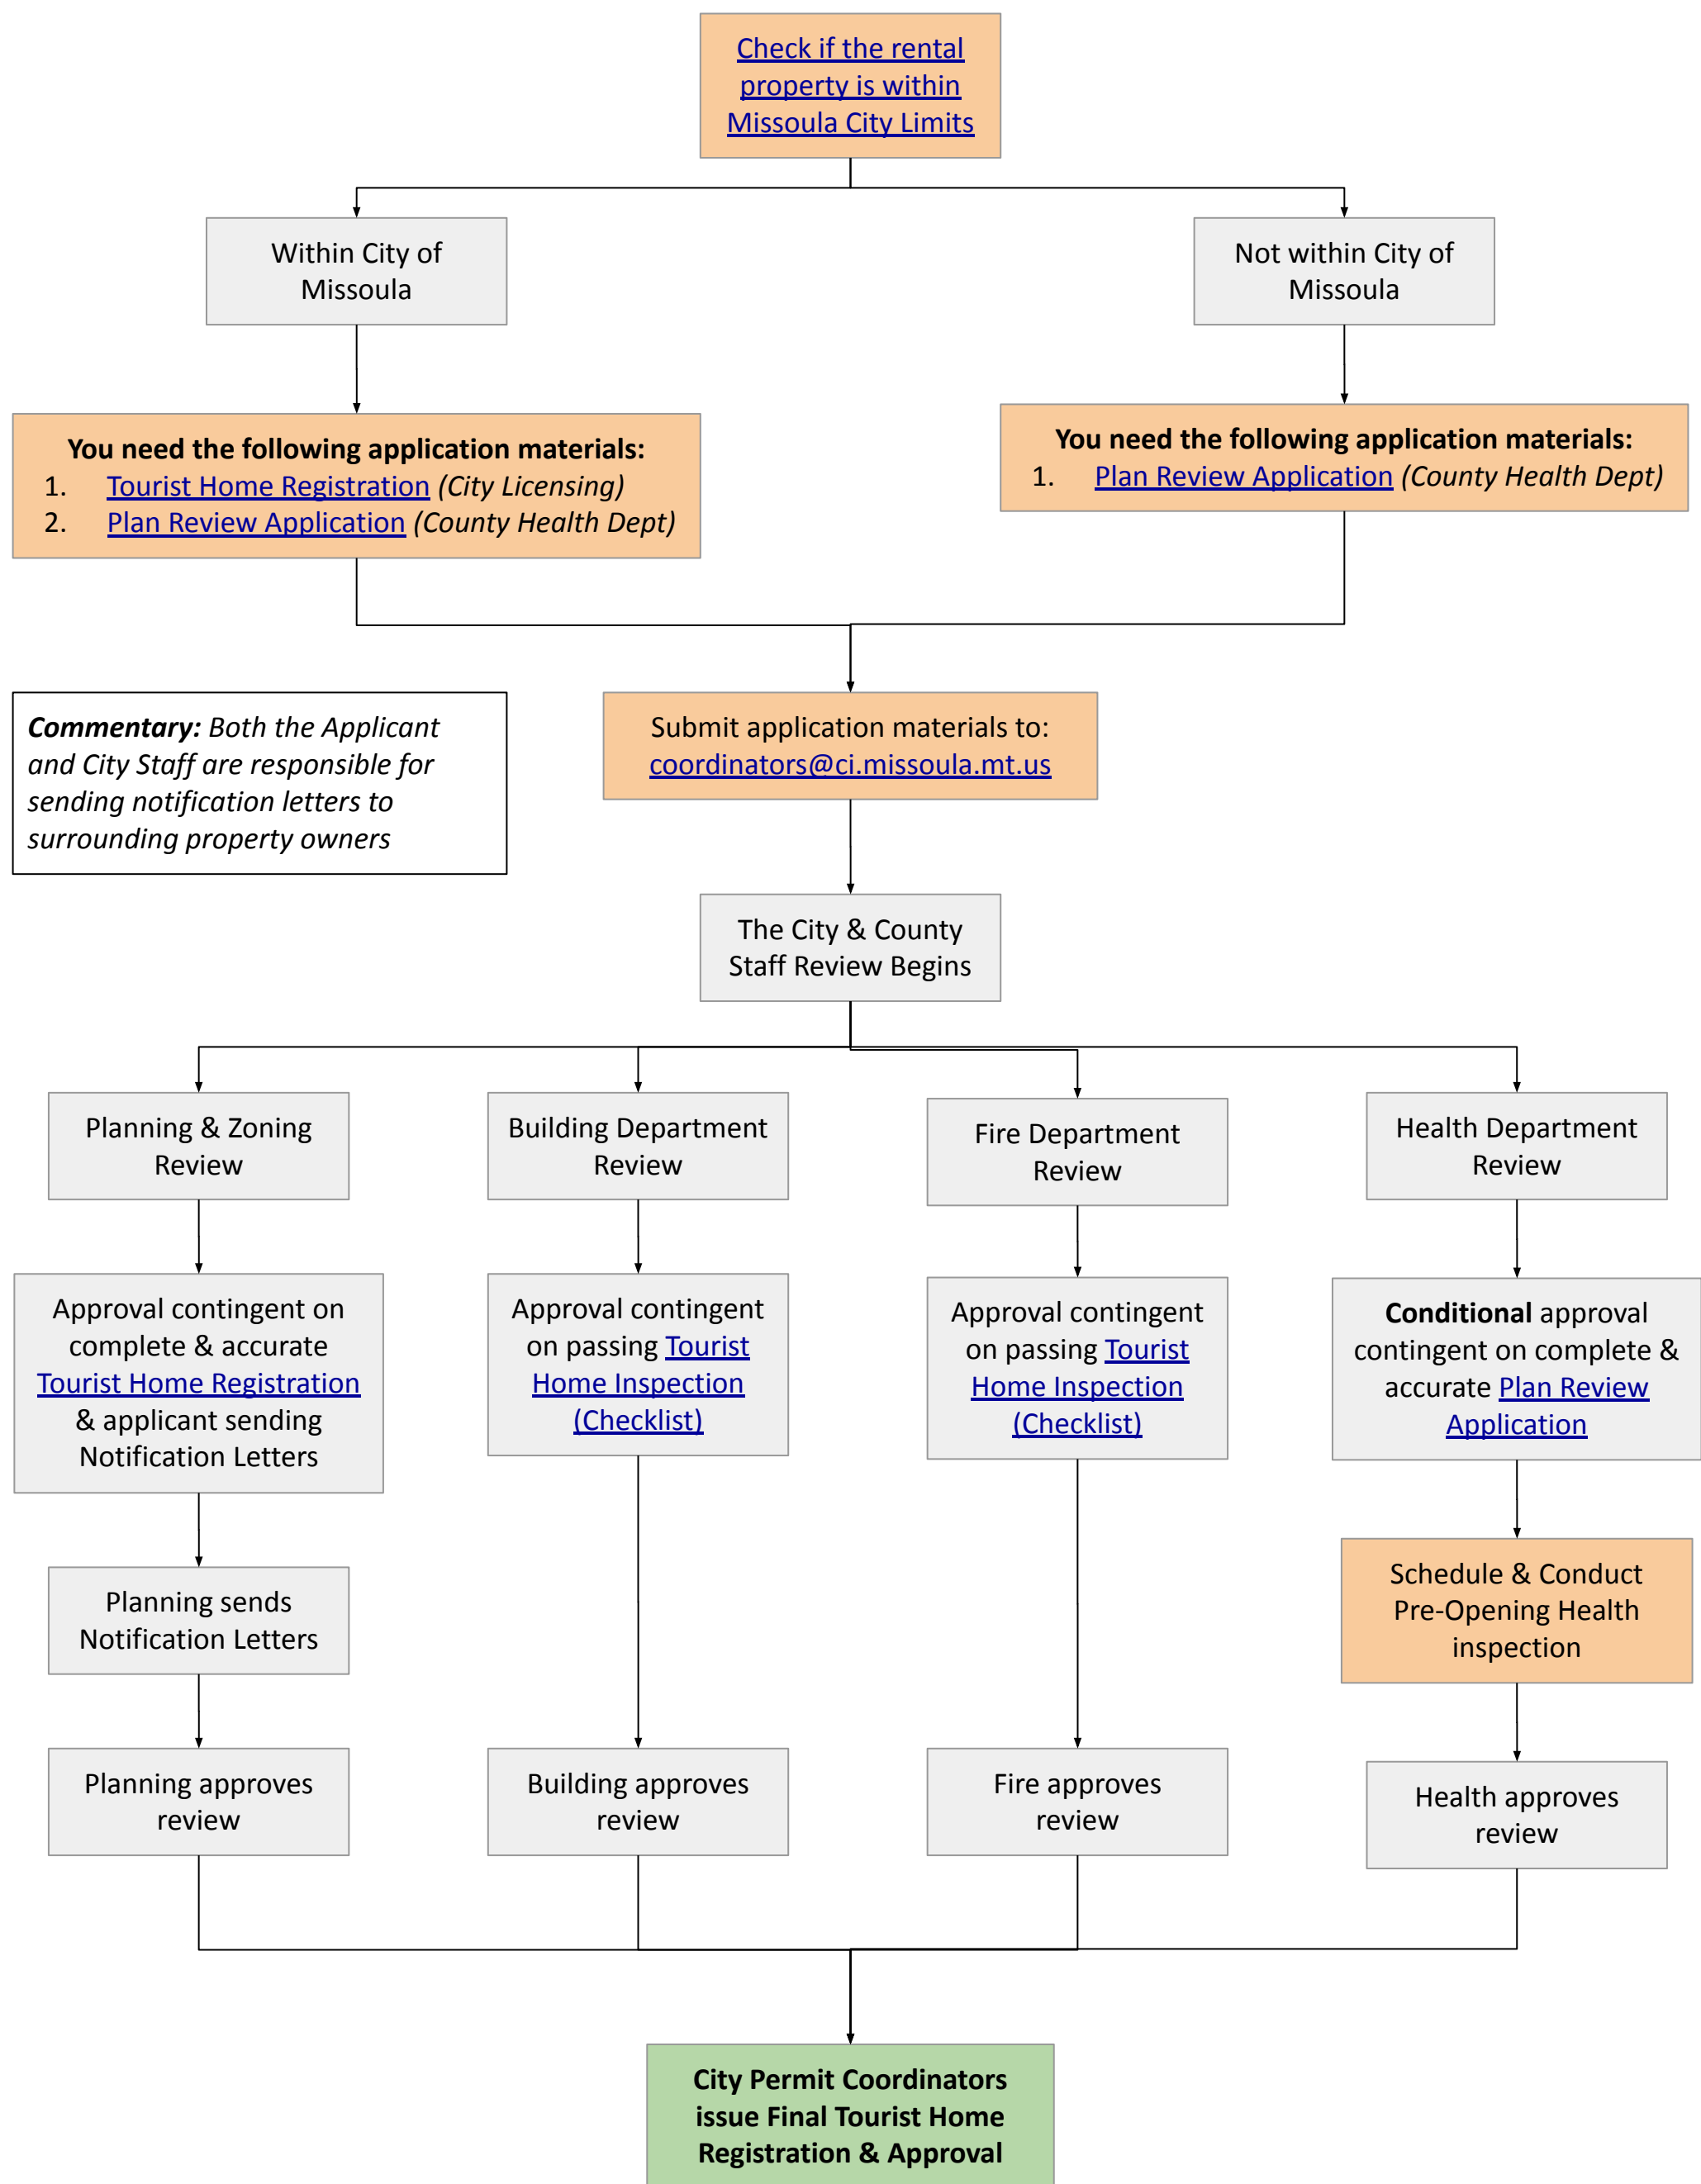 Check if the rental
property is within
Missoula City Limits
Within City of
Missoula
Not within City of
Missoula
You need the following application materials:
1. Tourist Home Registration (City Licensing)
2. Plan Review Application (County Health Dept)
You need the following application materials:
1. Plan Review Application (County Health Dept)
Commentary: Both the Applicant
and City Staff are responsible for
sending notification letters to
surrounding property owners
Submit application materials to:
coordinators@ci.missoula.mt.us
The City & County
Staff Review Begins
Planning & Zoning
Review
Building Department
Review
Fire Department
Review
Health Department
Review
Approval contingent on
complete & accurate
Tourist Home Registration
& applicant sending
Notification Letters
Approval contingent
on passing Tourist
Home Inspection
(Checklist)
Approval contingent
on passing Tourist
Home Inspection
(Checklist)
Conditional approval
contingent on complete &
accurate Plan Review
Application
Planning sends
Notification Letters
Schedule & Conduct
Pre-Opening Health
inspection
Planning approves
review
Building approves
review
Fire approves
review
Health approves
review
City Permit Coordinators
issue Final Tourist Home
Registration & Approval